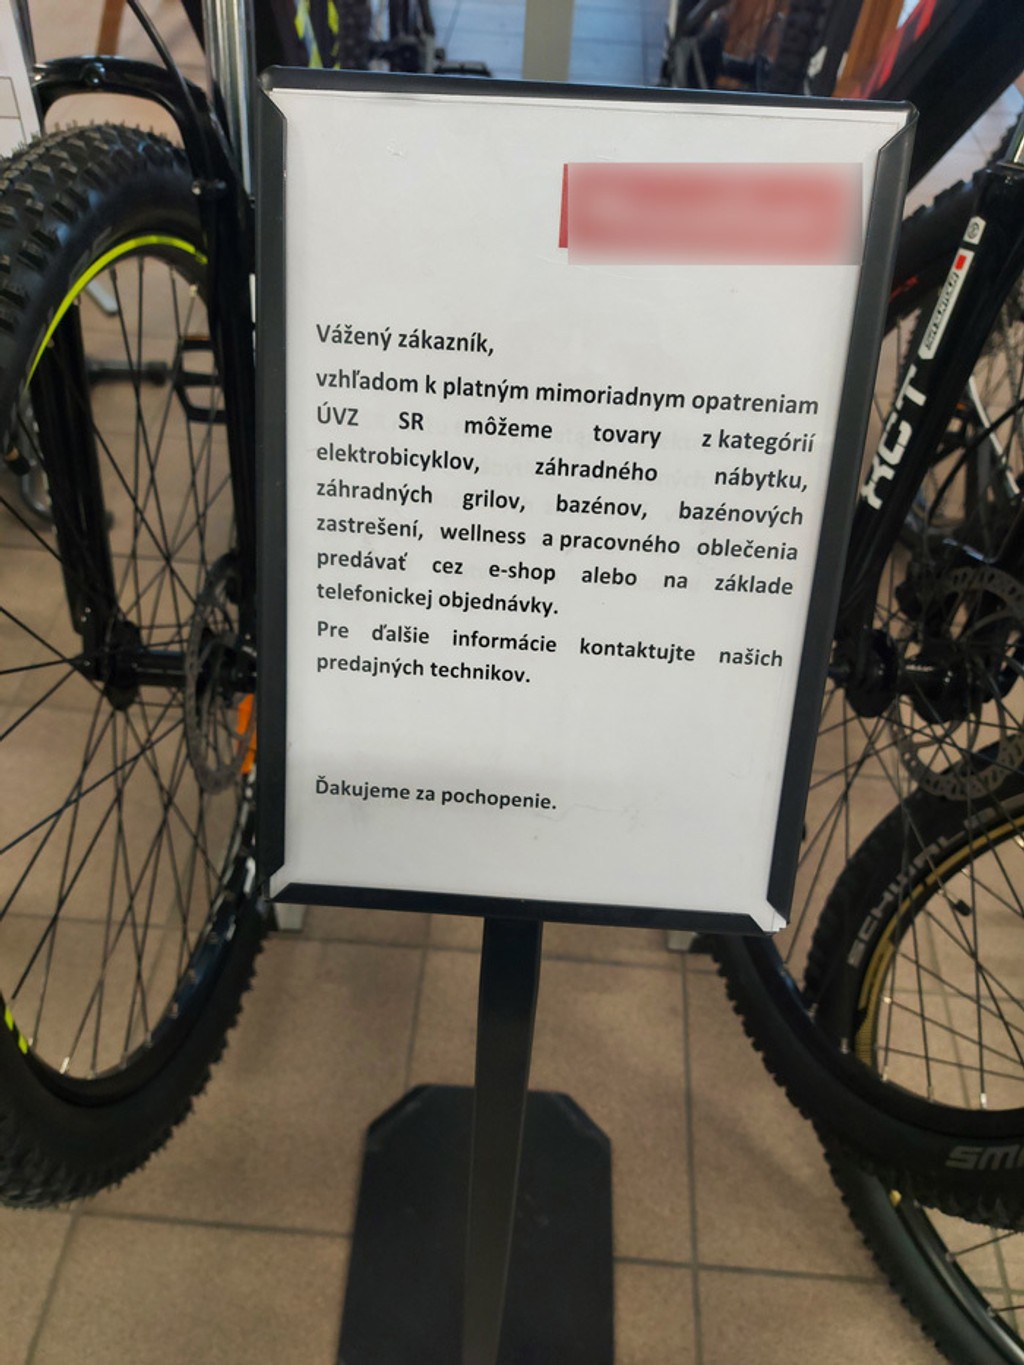 Vážený zákazník,
vzhľadom k platným mimoriadnym opatreniam
ÚVZ SR môžeme tovary z kategórií
elektrobicyklov, záhradného nábytku,
záhradných grilov, bazénov, bazénových
zastrešení, wellness a pracovného oblečenia
predávať cez e-shop alebo na základe
telefonickej objednávky.
Pre ďalšie informácie kontaktujte našich
predajných technikov.
Ďakujeme za pochopenie.
XCT
SCHWALBE